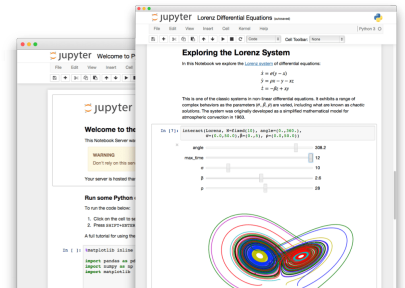 jupyter Welcome to P
File Edit View Insert Cell
jupyter
Welcome to the
This Notebook Server was
WARNING
Don't rely on this ser
Your server is hosted tha
Run some Python
To run the code below:
1. Click on the cell to se
2. Press SHIFT+ENTER
A full tutorial for using the
In [ ]: %matplotlib inline
import pandas as pd
import numpy as np
import matplotlib
jupyter Lorenz Differential Equations (autosaved)
File Edit View Insert Cell Kernel Help
Python 3
Code Cell Toolbar: None
Exploring the Lorenz System
In this Notebook we explore the Lorenz system of differential equations:
ẋ = σ(y − x)
ẏ = ρx − y − xz
ż = −βz + xy
This is one of the classic systems in non-linear differential equations. It exhibits a range of
complex behaviors as the parameters (σ, β, ρ) are varied, including what are known as chaotic
solutions. The system was originally developed as a simplified mathematical model for
atmospheric convection in 1963.
In [7]: interact(Lorenz, N=fixed(10), angle=(0.,360.),
σ=(0.0,50.0),β=(0.,5), ρ=(0.0,50.0))
angle 308.2
max_time 12
σ 10
β 2.6
ρ 28